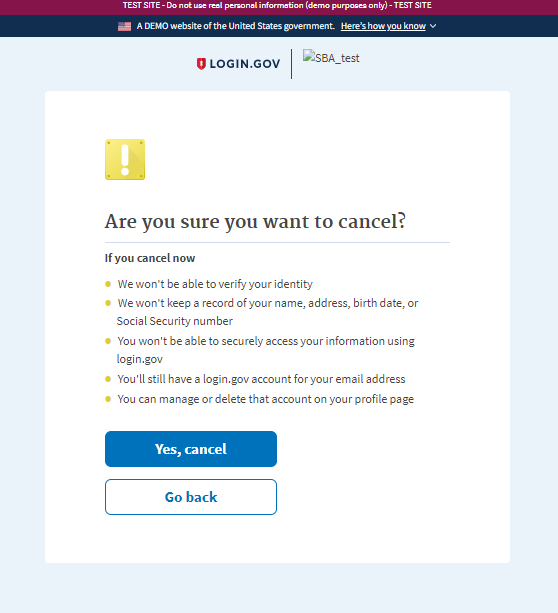 TEST SITE - Do not use real personal information (demo purposes only) - TEST SITE
A DEMO website of the United States government. Here's how you know
LOGIN.GOV
SBA_test
Are you sure you want to cancel?
If you cancel now
We won't be able to verify your identity
We won't keep a record of your name, address, birth date, or
Social Security number
You won't be able to securely access your information using
login.gov
You'll still have a login.gov account for your email address
You can manage or delete that account on your profile page
Yes, cancel
Go back